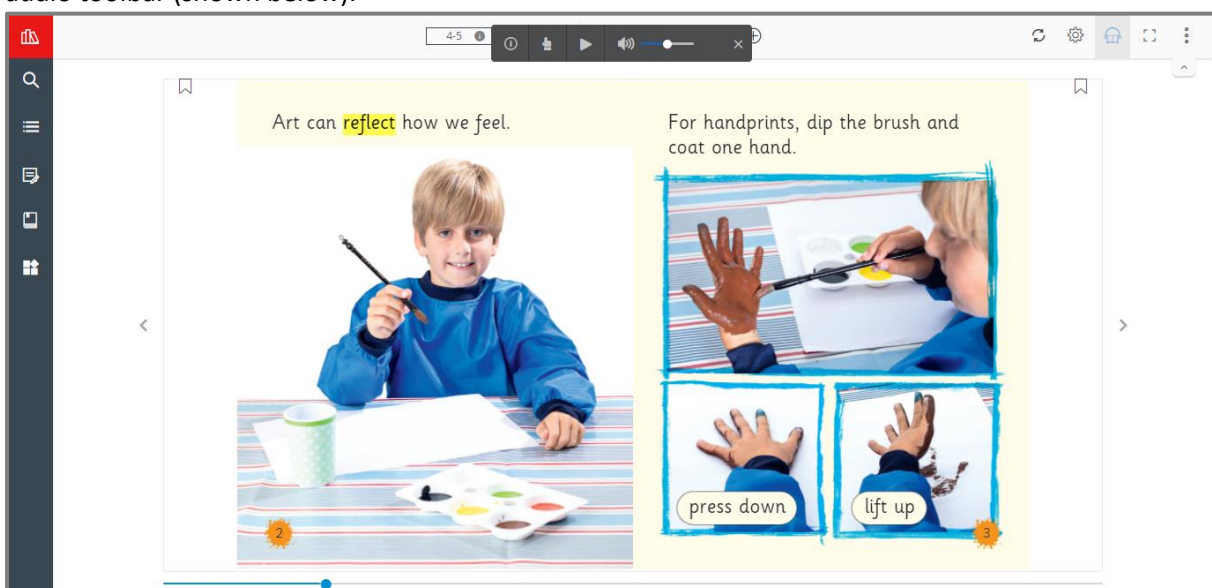 audio toolbar (shown below).
4-5
Art can reflect how we feel.
For handprints, dip the brush and
coat one hand.
press down
lift up
2
3